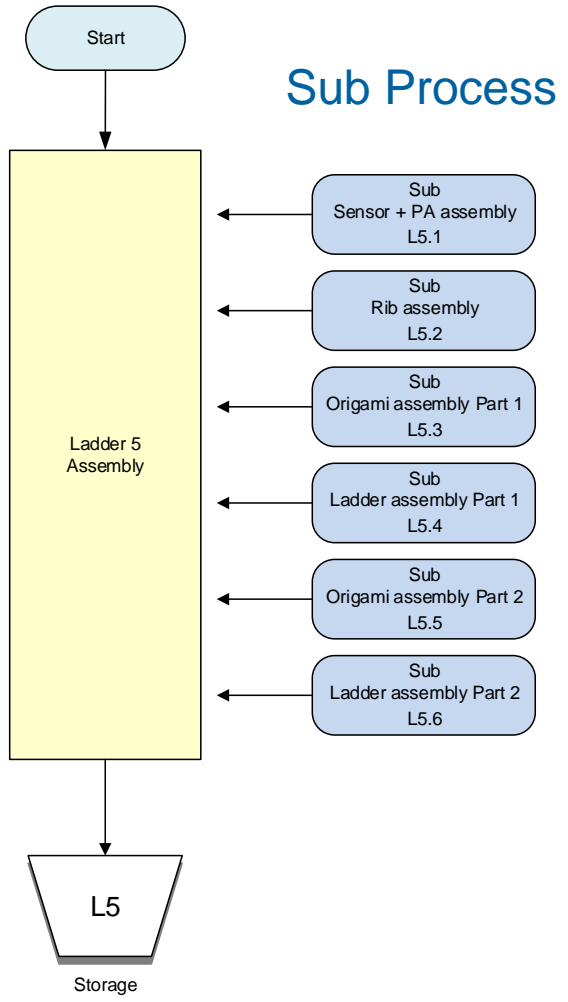 Start
Sub Process
Sub
Sensor + PA assembly
L5.1
Sub
Rib assembly
L5.2
Sub
Origami assembly Part 1
L5.3
Ladder 5
Assembly
Sub
Ladder assembly Part 1
L5.4
Sub
Origami assembly Part 2
L5.5
Sub
Ladder assembly Part 2
L5.6
L5
Storage